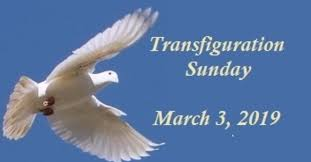 Transfiguration
Sunday
March 3, 2019